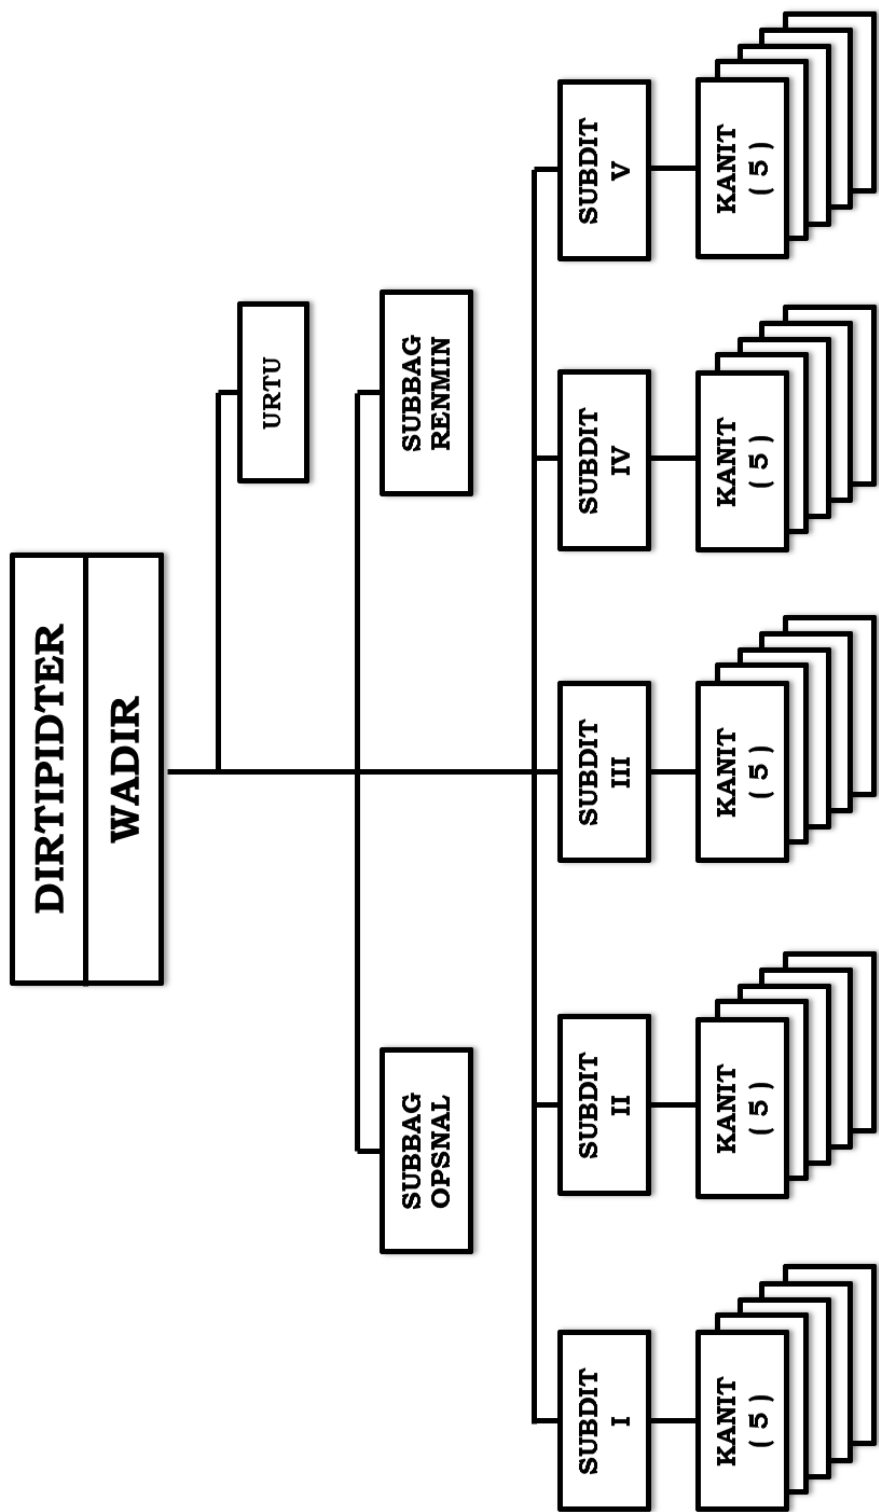 DIRTIPIDTER
WADIR
URTU
SUBBAG
OPSNAL
SUBBAG
RENMIN
SUBDIT
I
SUBDIT
II
SUBDIT
III
SUBDIT
IV
SUBDIT
V
KANIT
(5)
KANIT
(5)
KANIT
(5)
KANIT
(5)
KANIT
(5)